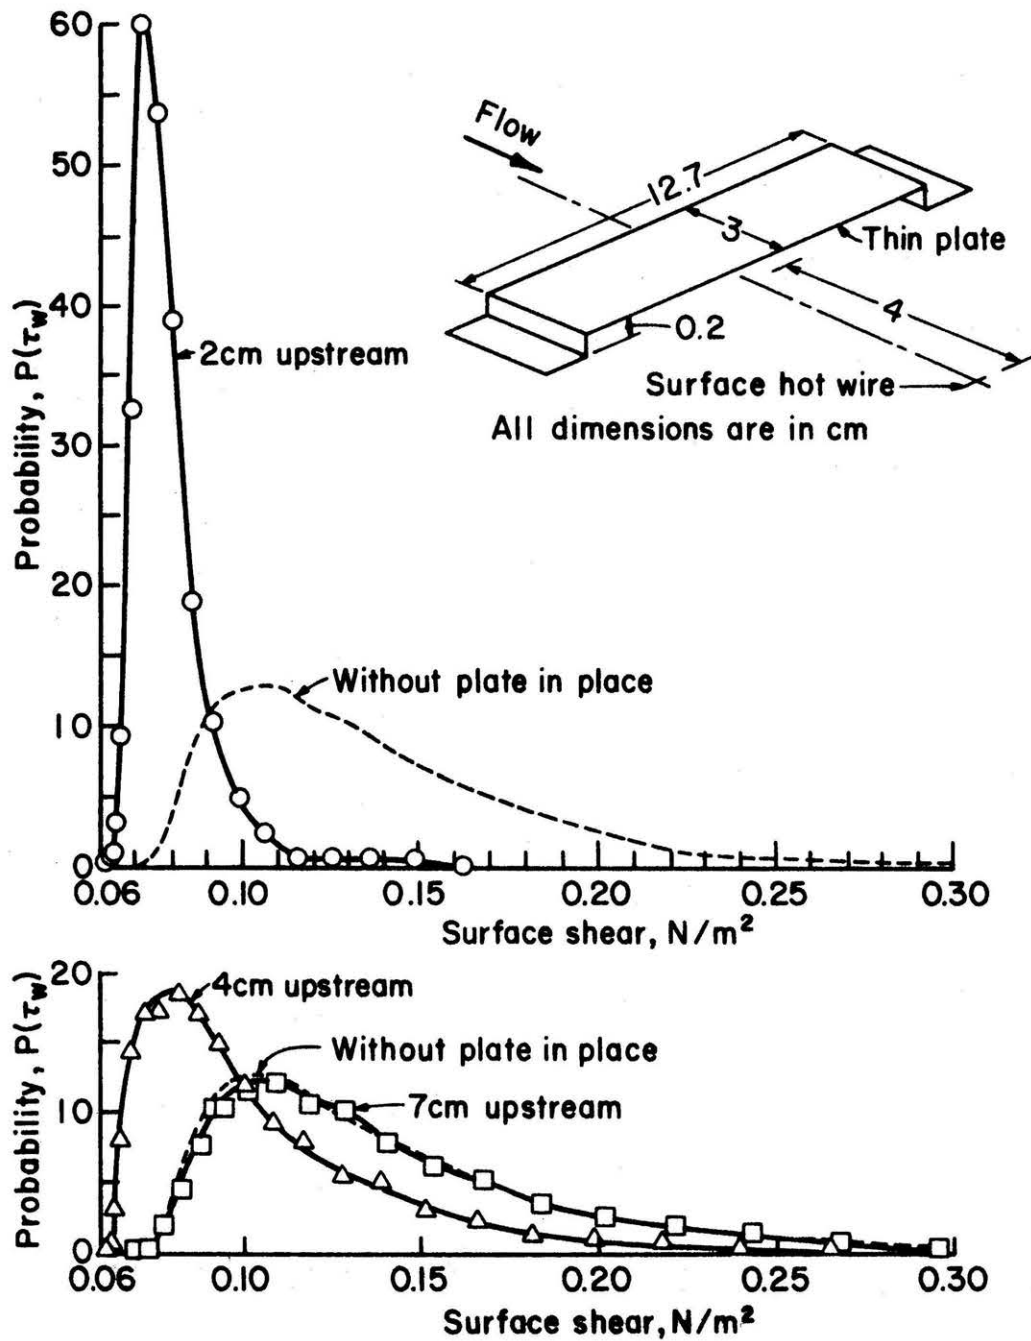 60
50
40
30
20
10
0
Probability, P(τw)
Flow
12.7
3
Thin plate
4
0.2
Surface hot wire
All dimensions are in cm
2cm upstream
Without plate in place
0.06
0.10
0.15
0.20
0.25
0.30
Surface shear, N/m²
20
10
0
Probability, P(τw)
4cm upstream
Without plate in place
7cm upstream
0.06
0.10
0.20
0.20
0.25
0.30
Surface shear, N/m²